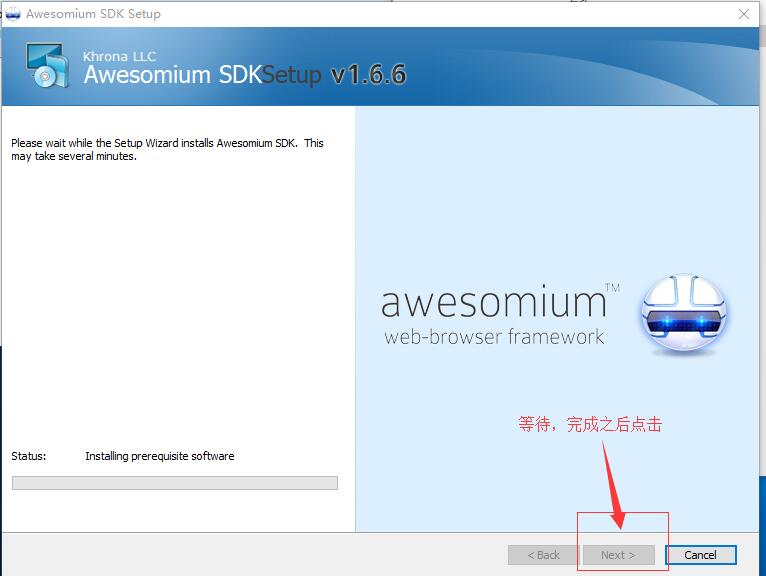 Awesomium SDK Setup
Khrona LLC
Awesomium SDKSetup v1.6.6
Please wait while the Setup Wizard installs Awesomium SDK. This
may take several minutes.
awesomium™
web-browser framework
等待，完成之后点击
Status: Installing prerequisite software
< Back
Next >
Cancel